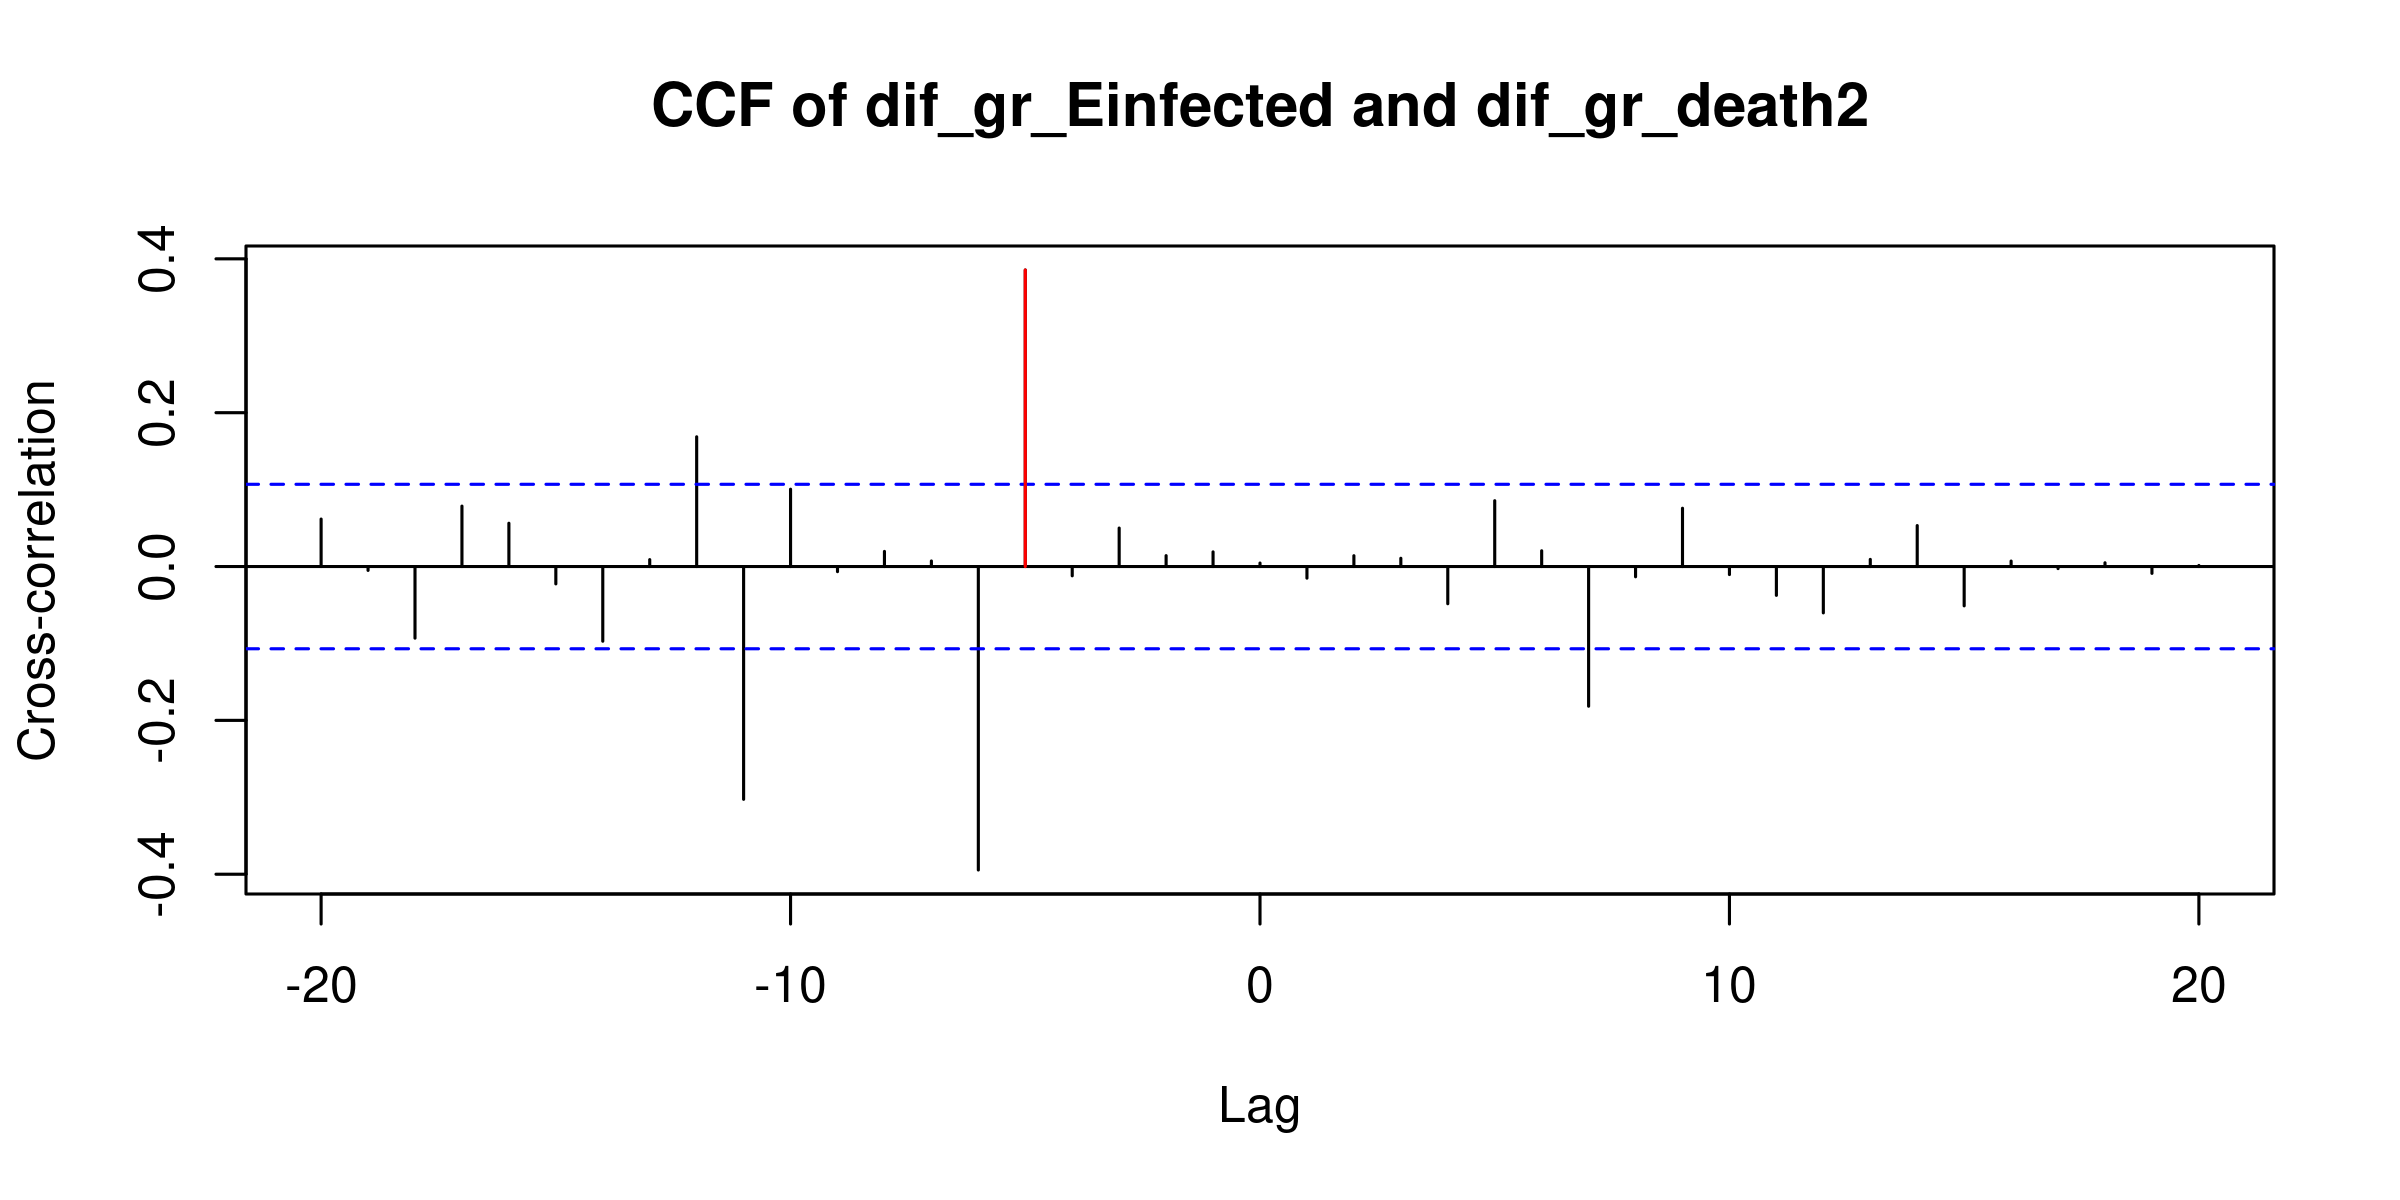 CCF of dif_gr_Einfected and dif_gr_death2
Cross-correlation
0.4
0.2
0.0
-0.2
-0.4
-20 -10 0 10 20
Lag